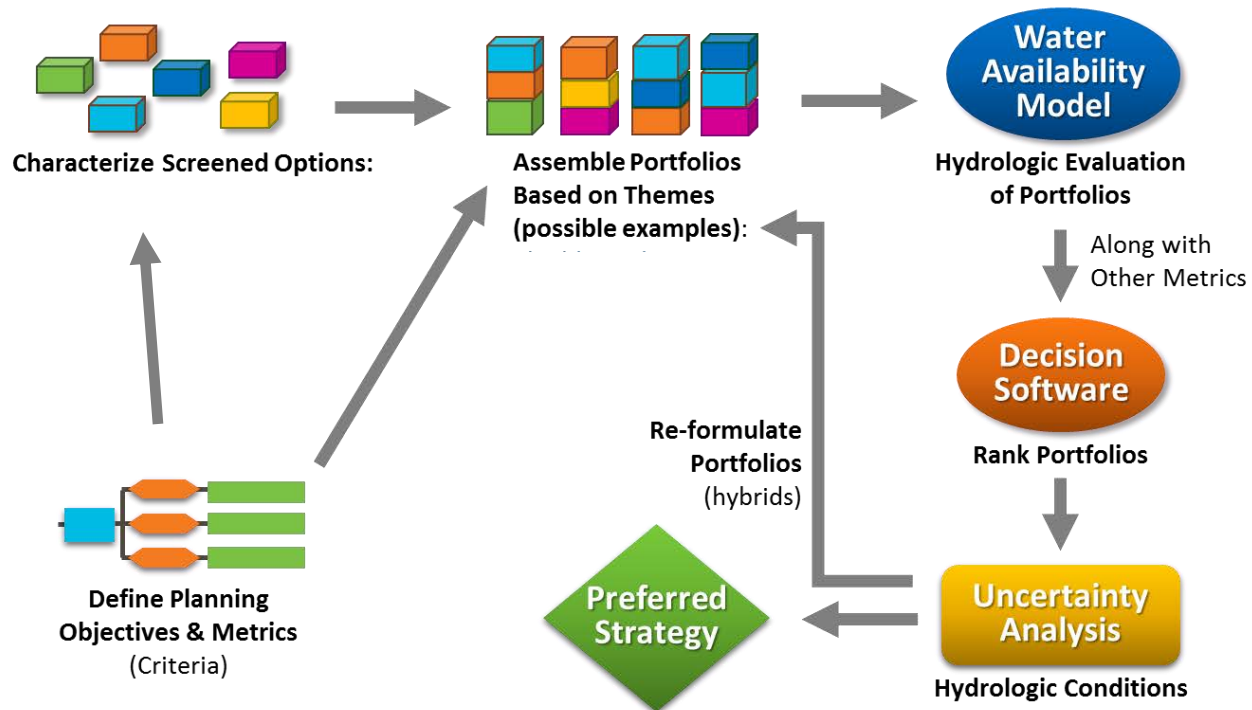 Characterize Screened Options:
Assemble Portfolios
Based on Themes
(possible examples):
Water
Availability
Model
Hydrologic Evaluation
of Portfolios
Along with
Other Metrics
Decision
Software
Rank Portfolios
Re-formulate
Portfolios
(hybrids)
Define Planning
Objectives & Metrics
(Criteria)
Preferred
Strategy
Uncertainty
Analysis
Hydrologic Conditions